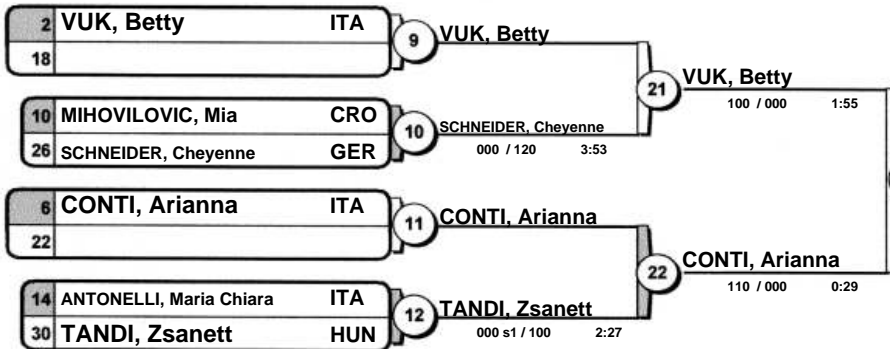 2 VUK, Betty ITA
18
9 VUK, Betty
10 MIHOVILOVIC, Mia CRO
26 SCHNEIDER, Cheyenne GER
10 SCHNEIDER, Cheyenne
000 / 120 3:53
21 VUK, Betty
100 / 000 1:55
6 CONTI, Arianna ITA
22
11 CONTI, Arianna
14 ANTONELLI, Maria Chiara ITA
30 TANDI, Zsanett HUN
12 TANDI, Zsanett
000 s1 / 100 2:27
22 CONTI, Arianna
110 / 000 0:29